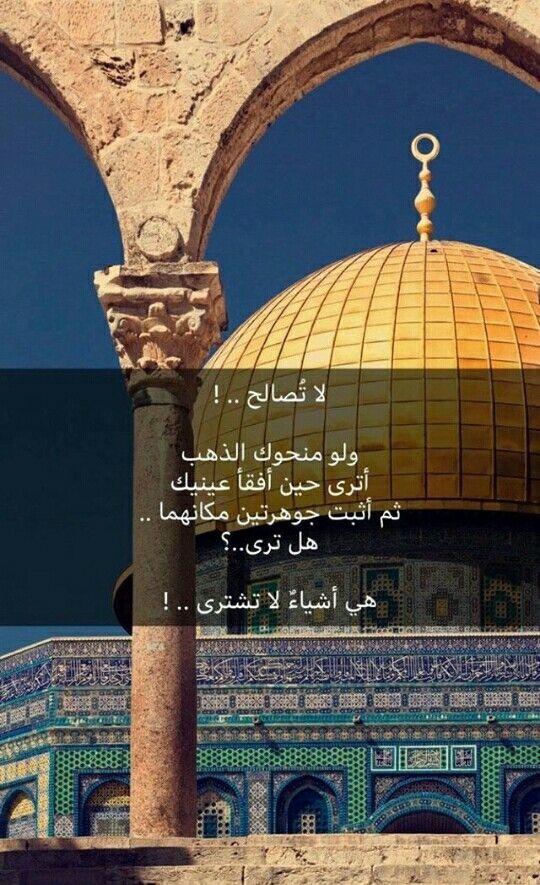 لا تُصالح .. !
ولو منحوك الذهب
أترى حين أفقأ عينيك
ثم أثبت جوهرتين مكانهما ..
هل ترى..؟
هي أشياءٌ لا تشترى .. !